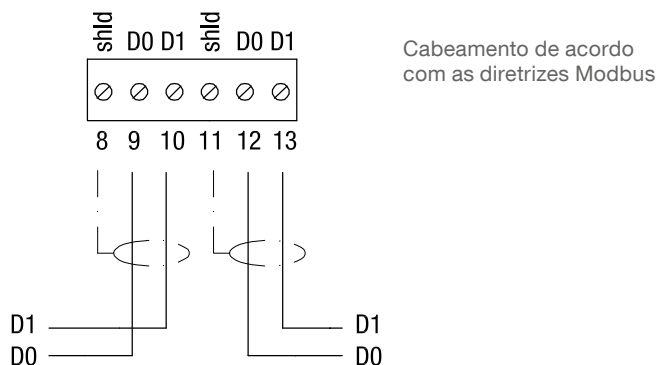 shld D0 D1 shld D0 D1
8 9 10 11 12 13
Cabeamento de acordo
com as diretrizes Modbus
D1 D1
D0 D0